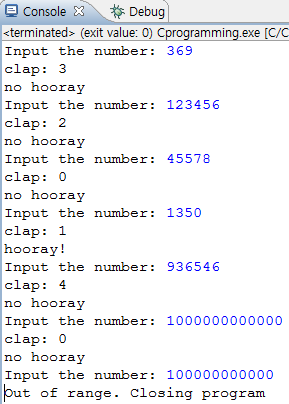 Console Debug
<terminated> (exit value: 0) Cprogramming.exe [C/C
Input the number: 369
clap: 3
no hooray
Input the number: 123456
clap: 2
no hooray
Input the number: 45578
clap: 0
no hooray
Input the number: 1350
clap: 1
hooray!
Input the number: 936546
clap: 4
no hooray
Input the number: 1000000000000
clap: 0
no hooray
Input the number: 100000000000
Out of range. Closing program